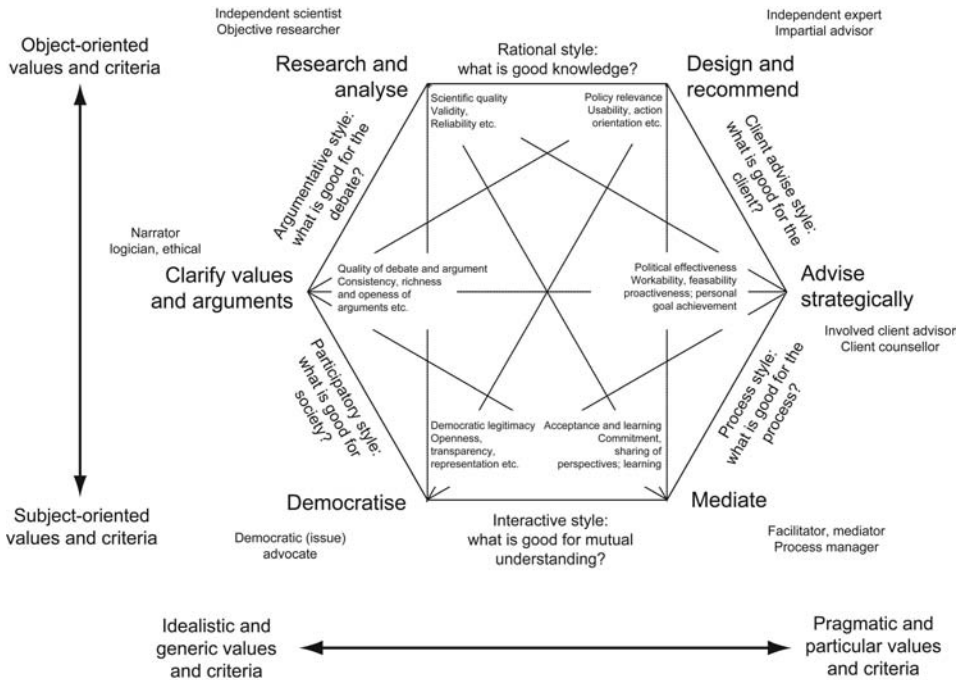 Independent scientist
Objective researcher
Independent expert
Impartial advisor
Object-oriented
values and criteria
Research and
analyse
Rational style:
what is good knowledge?
Design and
recommend
Scientific quality
Validity,
Reliability etc.
Policy relevance
Usability, action
orientation etc.
Argumentative style:
what is good for the
debate?
Client advise style:
what is good for the
client?
Narrator
logician, ethical
Clarify values
and arguments
Quality of debate and argument
Consistency, richness
and openess of
arguments etc.
Political effectiveness
Workability, feasability
proactiveness; personal
goal achievement
Advise
strategically
Involved client advisor
Client counsellor
Participatory style:
what is good for
society?
Process style:
what is good for the
process?
Democratic legitimacy
Openness,
transparency,
representation etc.
Acceptance and learning
Commitment,
sharing of
perspectives; learning
Democratise
Mediate
Subject-oriented
values and criteria
Democratic (issue)
advocate
Interactive style:
what is good for mutual
understanding?
Facilitator, mediator
Process manager
Idealistic and
generic values
and criteria
Pragmatic and
particular values
and criteria